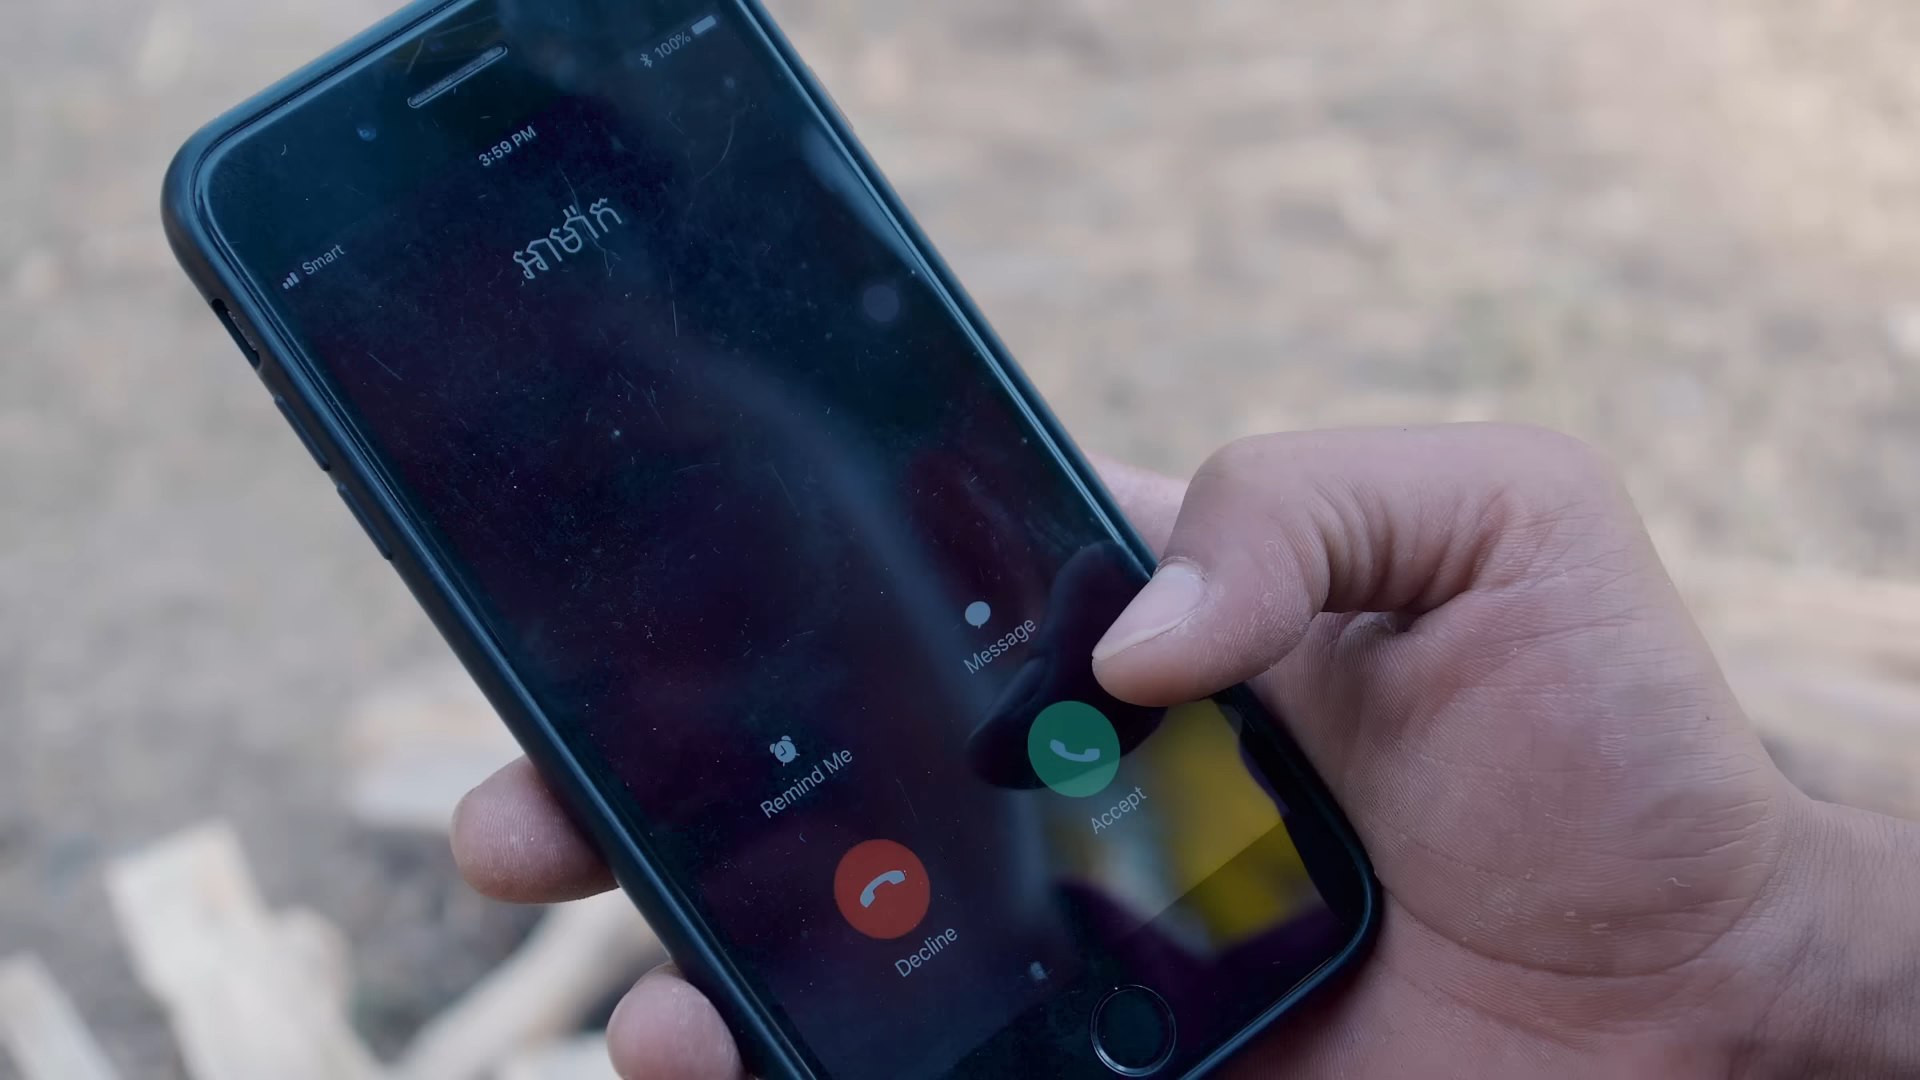 100%
3:59 PM
Smart
អាម៉ាក់
Message
Remind Me
Accept
Decline